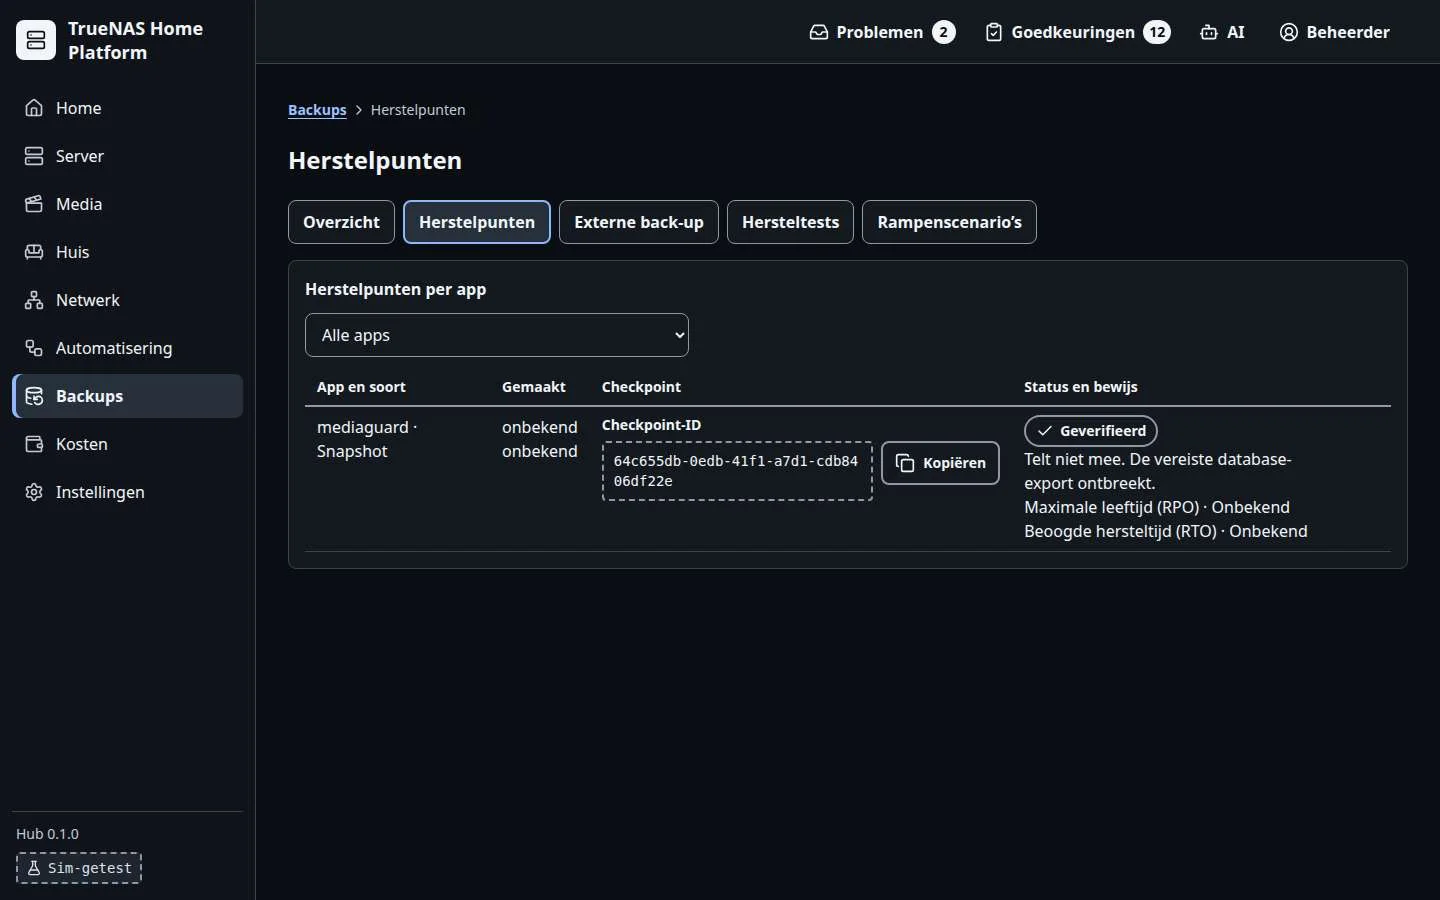 TrueNAS Home
Platform
Problemen 2
Goedkeuringen 12
AI
Beheerder
Home
Server
Media
Huis
Netwerk
Automatisering
Backups
Kosten
Instellingen
Hub 0.1.0
Sim-getest
Backups > Herstelpunten
Herstelpunten
Overzicht
Herstelpunten
Externe back-up
Hersteltests
Rampenscenario’s
Herstelpunten per app
Alle apps
App en soort
Gemaakt
Checkpoint
Status en bewijs
mediaguard ·
Snapshot
onbekend
onbekend
Checkpoint-ID
64c655db-0edb-41f1-a7d1-cdb84
06df22e
Kopiëren
Geverifieerd
Telt niet mee. De vereiste database-
export ontbreekt.
Maximale leeftijd (RPO) · Onbekend
Beoogde hersteltijd (RTO) · Onbekend